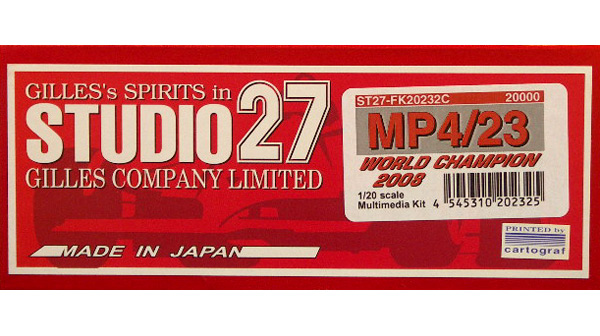 GILLES's SPIRITS in
STUDIO27
GILLES COMPANY LIMITED
MADE IN JAPAN
ST27-FK20232C 20000
MP4/23
WORLD CHAMPION
2008
1/20 scale
Multimedia Kit 4 545310 202325
PRINTED by
cartograf